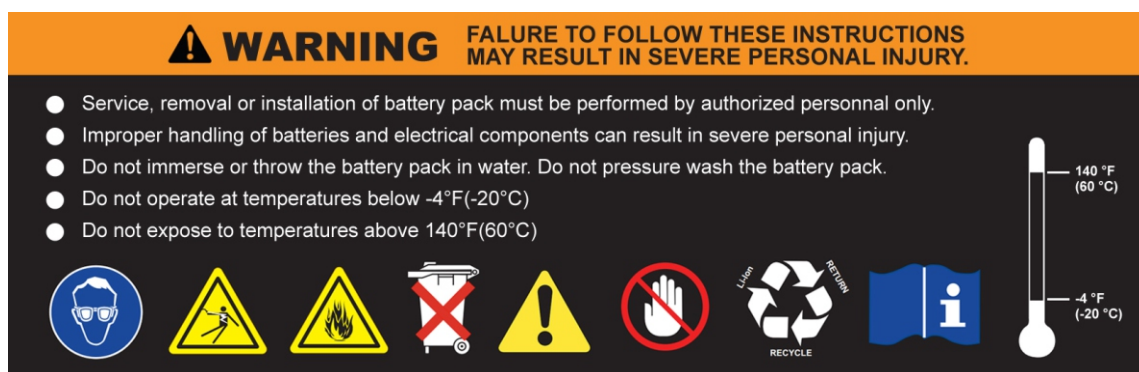 WARNING
FALURE TO FOLLOW THESE INSTRUCTIONS
MAY RESULT IN SEVERE PERSONAL INJURY.
Service, removal or installation of battery pack must be performed by authorized personnal only.
Improper handling of batteries and electrical components can result in severe personal injury.
Do not immerse or throw the battery pack in water. Do not pressure wash the battery pack.
Do not operate at temperatures below -4°F(-20°C)
Do not expose to temperatures above 140°F(60°C)
140 °F
(60 °C)
-4 °F
(-20 °C)
Li-Ion
RETURN
RECYCLE
i